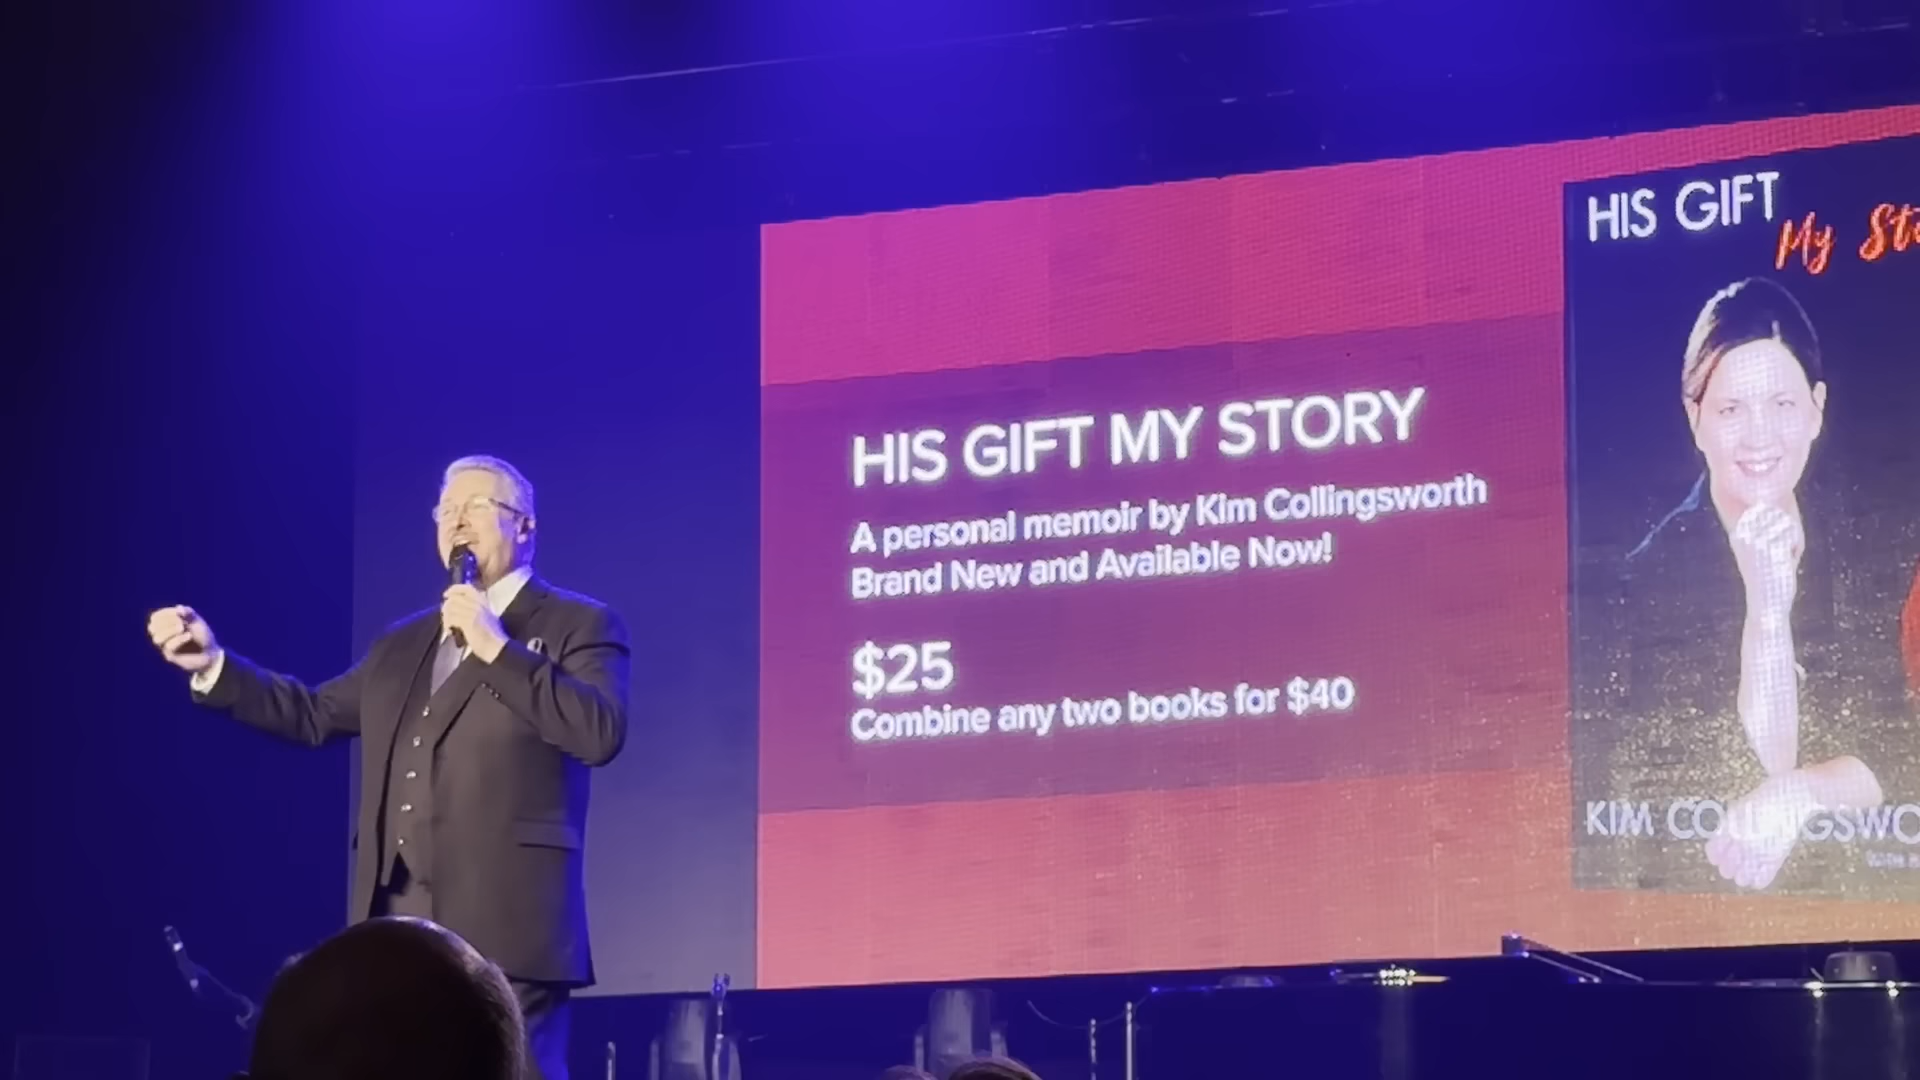 HIS GIFT MY STORY
A personal memoir by Kim Collingsworth
Brand New and Available Now!
$25
Combine any two books for $40
HIS GIFT
My
KIM